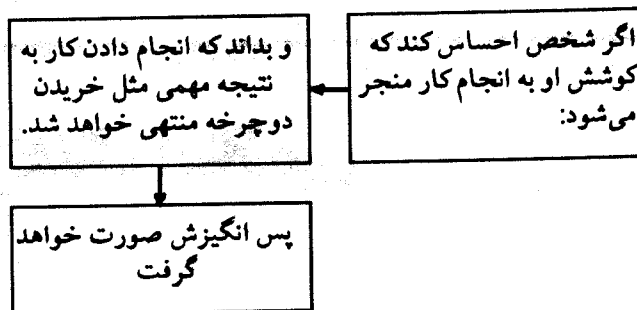 اگر شخص احساس کند که
کوشش او به انجام کار منجر
می‌شود:
و بداند که انجام دادن کار به
نتیجه مهمی مثل خریدن
دوچرخه منتهی خواهد شد.
پس انگیزش صورت خواهد
گرفت